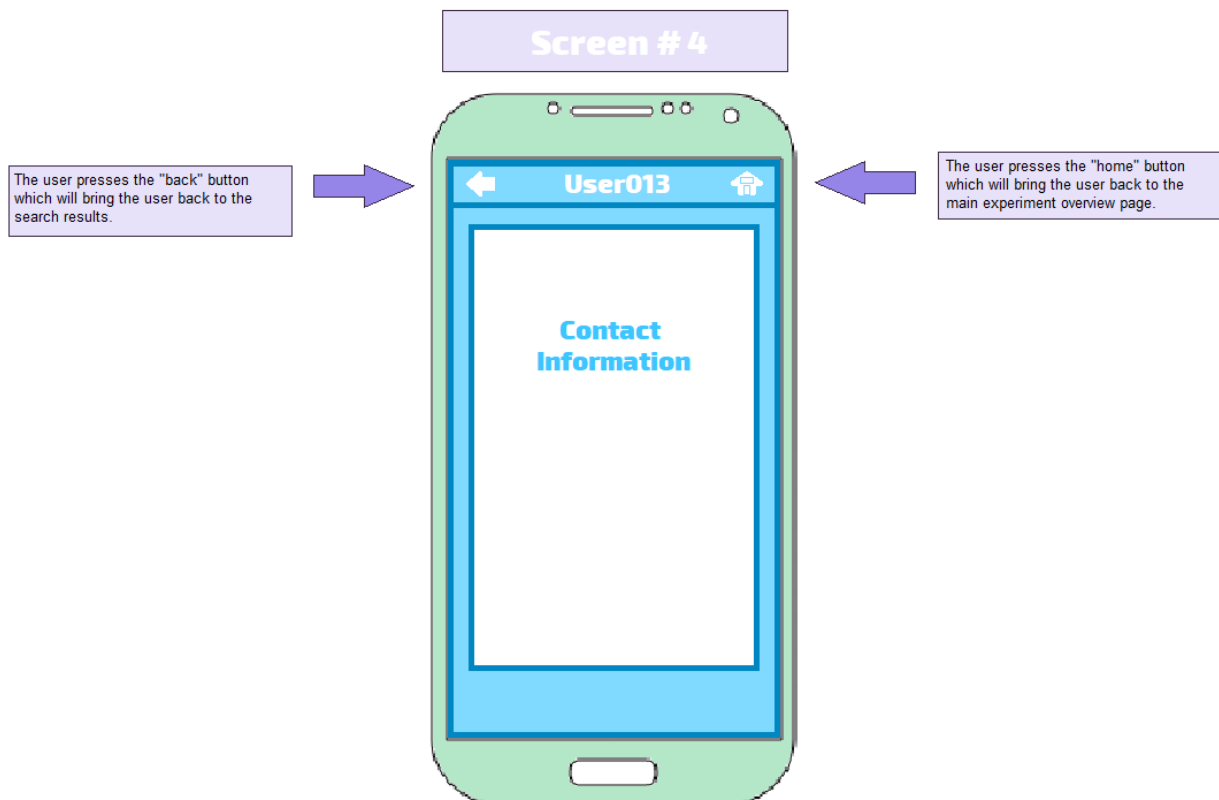 Screen # 4
The user presses the "back" button
which will bring the user back to the
search results.
User013
The user presses the "home" button
which will bring the user back to the
main experiment overview page.
Contact
Information